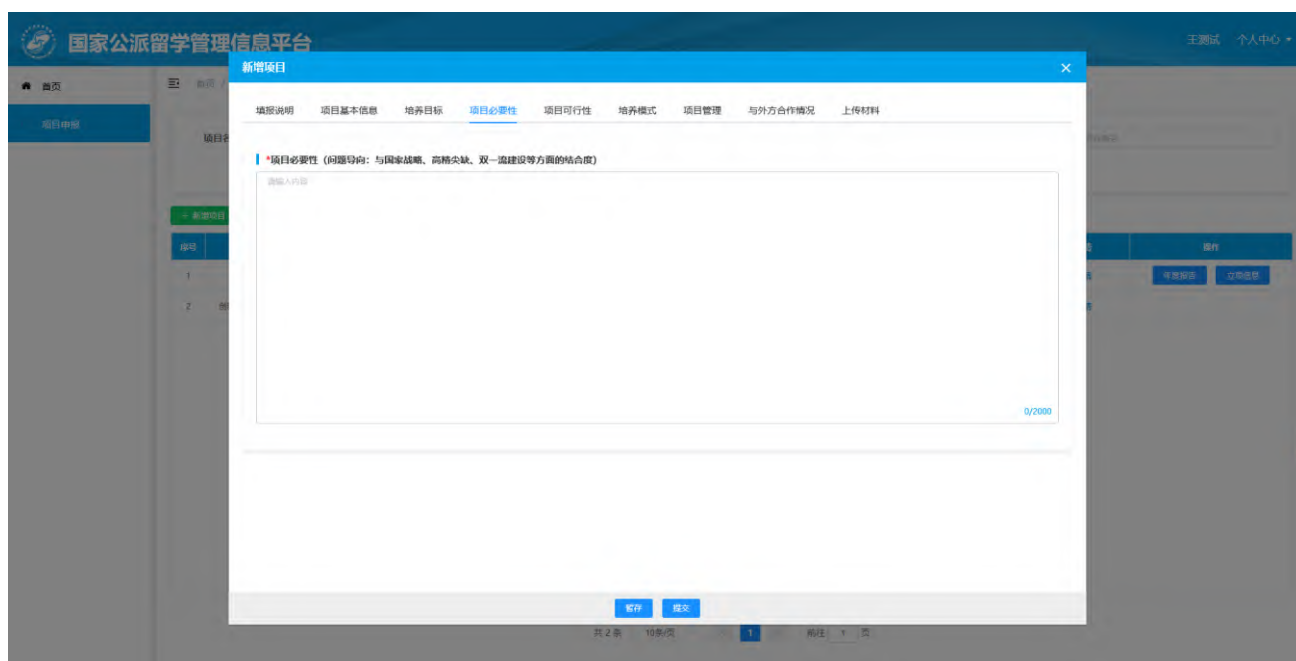 国家公派留学管理信息平台
王测试 个人中心
新增项目
首页
首页 /
填报说明 项目基本信息 培养目标 项目必要性 项目可行性 培养模式 项目管理 与外方合作情况 上传材料
项目申报
项目名
*项目必要性（问题导向：与国家战略、高精尖缺、双一流建设等方面的结合度）
请输入内容
+ 新增项目
序号 操作
1 年度报告 立项信息
2 创
0/2000
暂存 提交
共 2 条 10条/页 1 前往 1 页